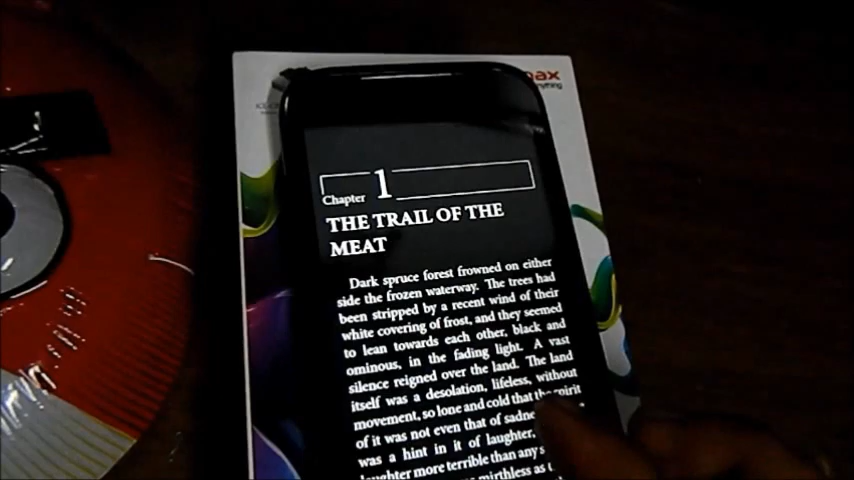 Chapter 1
THE TRAIL OF THE
MEAT
Dark spruce forest frowned on either
side the frozen waterway. The trees had
been stripped by a recent wind of their
white covering of frost, and they seemed
to lean towards each other, black and
ominous, in the fading light. A vast
silence reigned over the land. The land
itself was a desolation, lifeless, without
movement, so lone and cold that the spirit
of it was not even that of
was a hint in it of laughter,
laughter more terrible than any
mirthless as